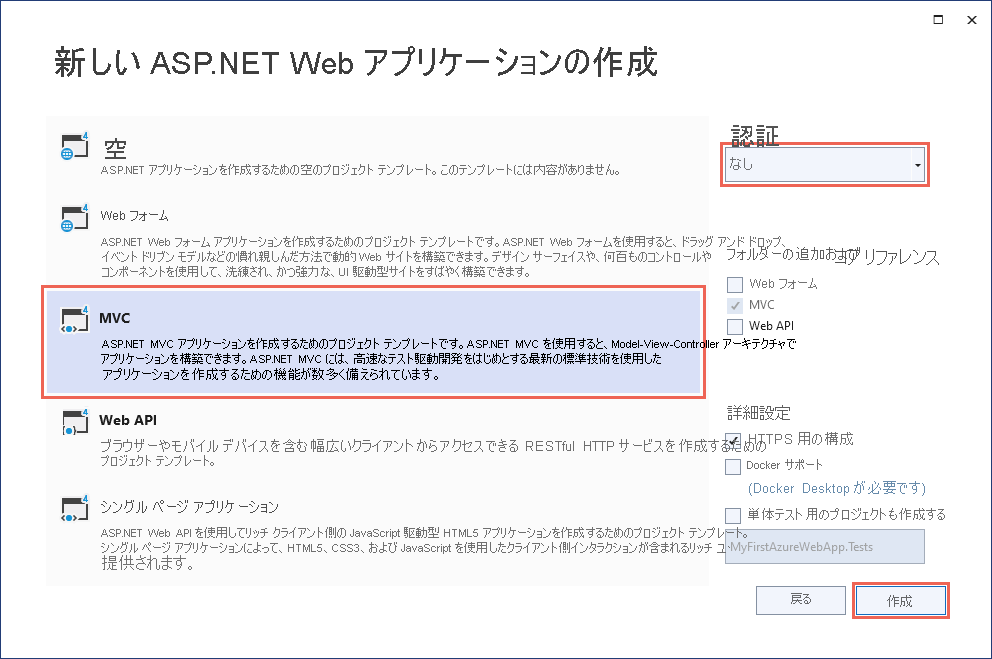 新しい ASP.NET Web アプリケーションの作成
空
ASP.NET アプリケーションを作成するための空のプロジェクト テンプレート。このテンプレートには内容がありません。
Web フォーム
ASP.NET Web フォーム アプリケーションを作成するためのプロジェクト テンプレートです。ASP.NET Web フォームを使用すると、ドラッグ アンド ドロップ、
イベント ドリブン モデルなどの慣れ親しんだ方法で動的 Web サイトを構築できます。デザイン サーフェイスや、何百ものコントロールや
コンポーネントを使用して、洗練され、かつ強力な、UI 駆動型サイトをすばやく構築できます。
MVC
ASP.NET MVC アプリケーションを作成するためのプロジェクト テンプレートです。ASP.NET MVC を使用すると、Model-View-Controller アーキテクチャで
アプリケーションを構築できます。ASP.NET MVC には、高速なテスト駆動開発をはじめとする最新の標準技術を使用した
アプリケーションを作成するための機能が数多く備えられています。
Web API
ブラウザーやモバイル デバイスを含む幅広いクライアントからアクセスできる RESTful HTTP サービスを作成するための
プロジェクト テンプレート。
シングル ページ アプリケーション
ASP.NET Web API を使用してリッチ クライアント側の JavaScript 駆動型 HTML5 アプリケーションを作成するためのプロジェクト テンプレート。
シングル ページ アプリケーションによって、HTML5、CSS3、および JavaScript を使用したクライアント側インタラクションが含まれるリッチ ユ
提供されます。
認証
なし
フォルダーの追加および
コア リファレンス
Web フォーム
MVC
Web API
詳細設定
HTTPS 用の構成
Docker サポート
(Docker Desktop が必要です)
単体テスト用のプロジェクトも作成する
MyFirstAzureWebApp.Tests
戻る
作成